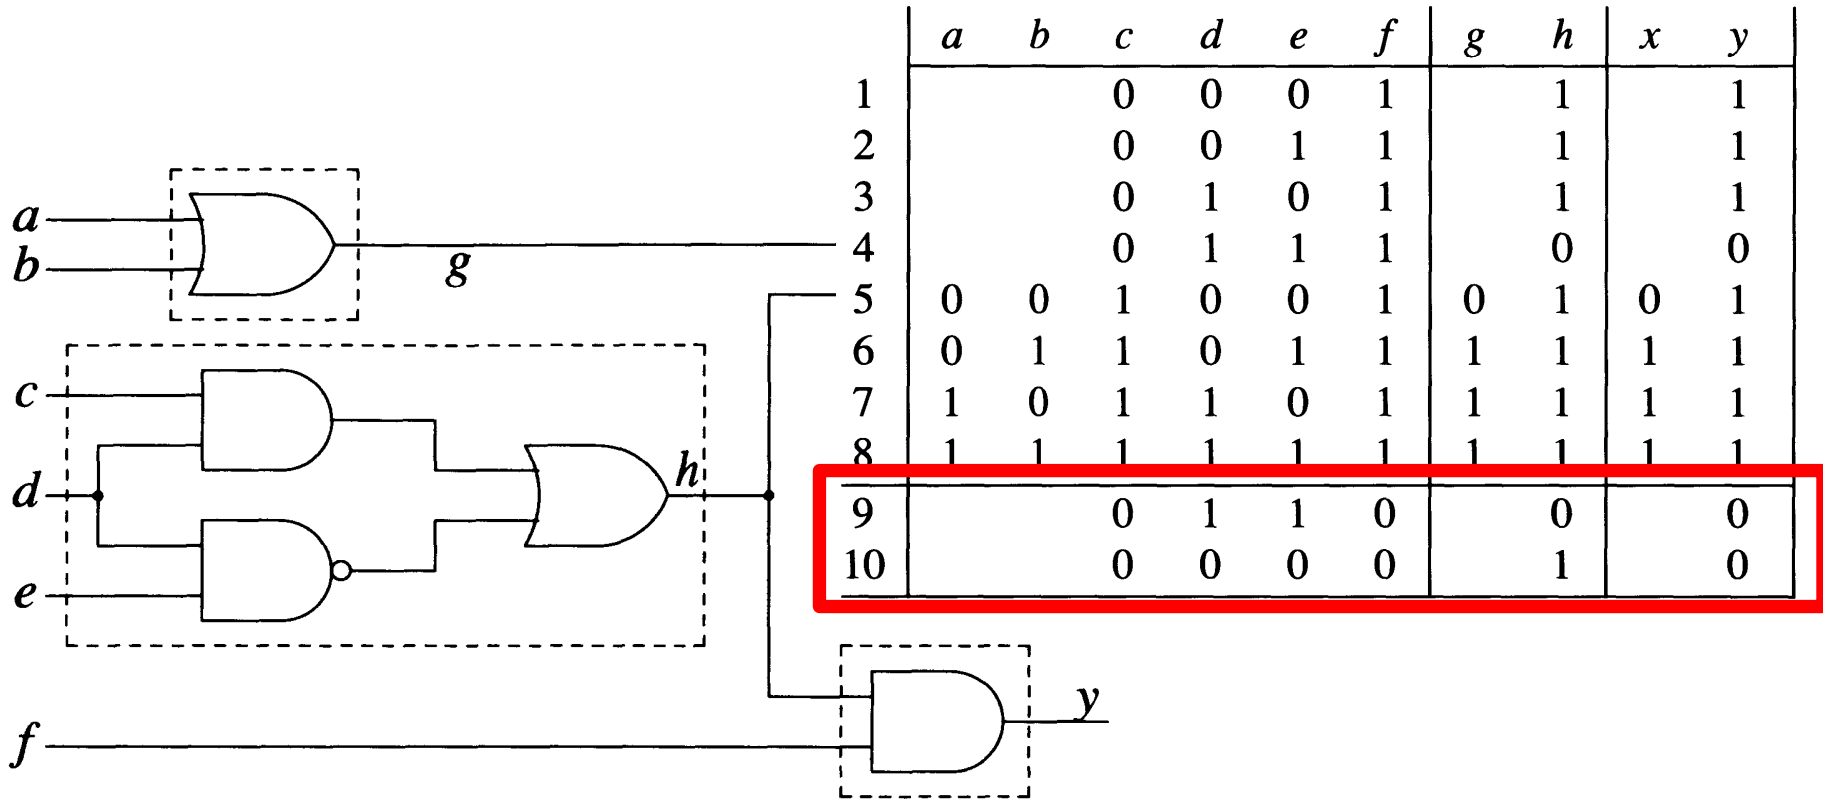 a b c d e f g h x y
1 0 0 0 1 1 1
2 0 0 1 1 1 1
3 0 1 0 1 1 1
4 0 1 1 1 0 0
5 0 0 1 0 0 1 0 1 0 1
6 0 1 1 0 1 1 1 1 1 1
7 1 0 1 1 0 1 1 1 1 1
8 1 1 1 1 1 1 1 1 1 1
9 0 1 1 0 0 0
10 0 0 0 0 1 0
a
b
g
c
d
h
e
f
y